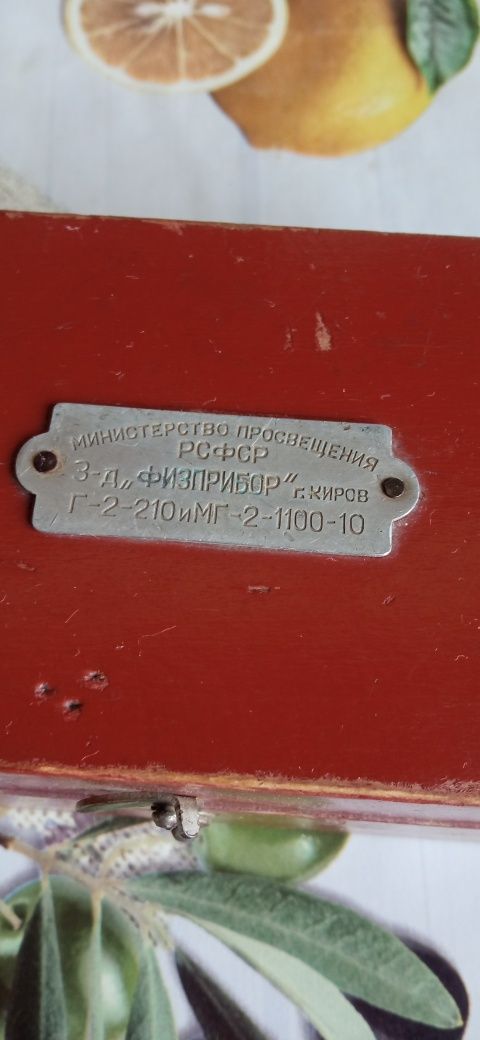 МИНИСТЕРСТВО ПРОСВЕЩЕНИЯ
РСФСР
З-д „ФИЗПРИБОР" г. КИРОВ
Г-2-210 и МГ-2-1100-10